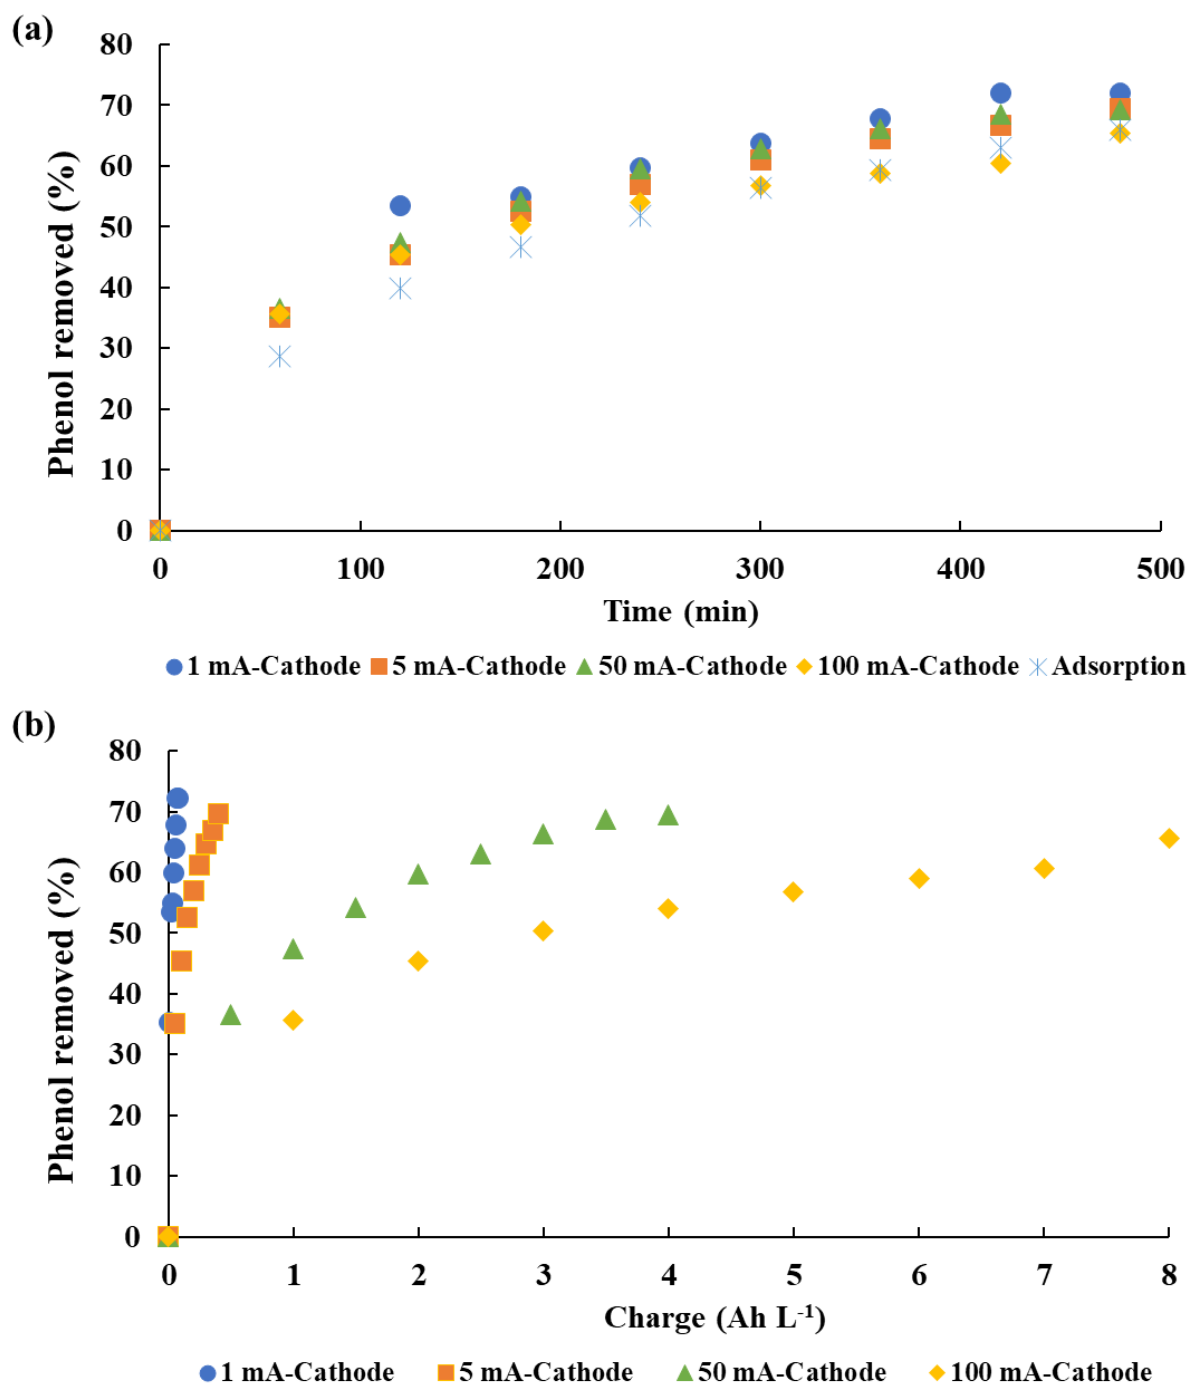 (a)
80
70
60
50
40
30
20
10
0
Phenol removed (%)
0 100 200 300 400 500
Time (min)
1 mA-Cathode 5 mA-Cathode 50 mA-Cathode 100 mA-Cathode Adsorption
(b)
80
70
60
50
40
30
20
10
0
Phenol removed (%)
0 1 2 3 4 5 6 7 8
Charge (Ah L⁻¹)
1 mA-Cathode 5 mA-Cathode 50 mA-Cathode 100 mA-Cathode